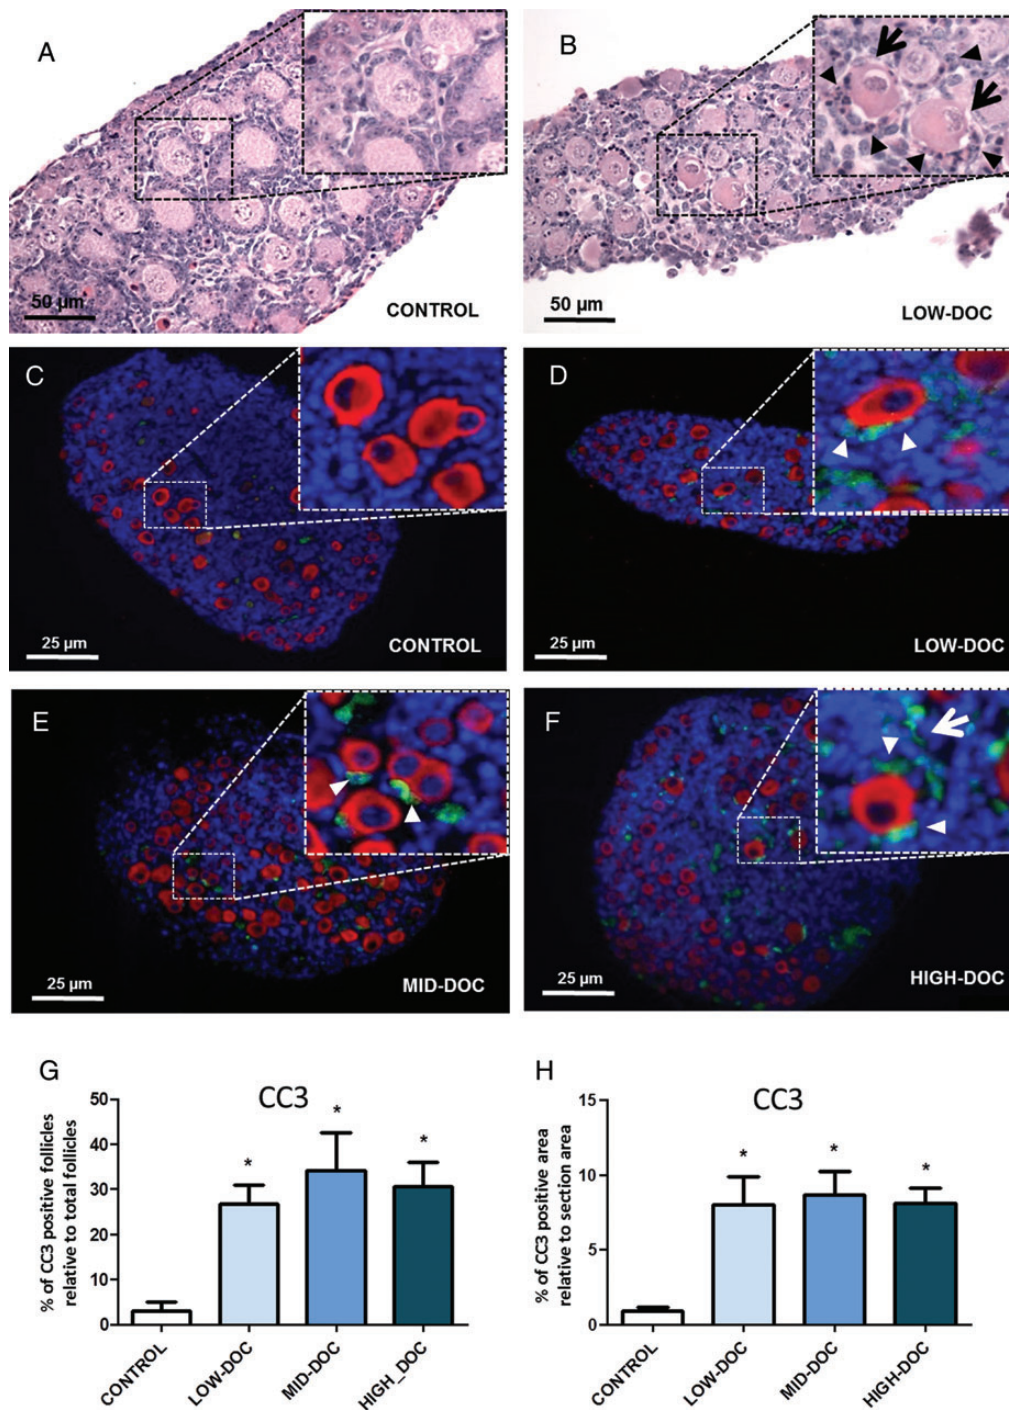 A
50 µm
CONTROL
B
50 µm
LOW-DOC
C
25 µm
CONTROL
D
25 µm
LOW-DOC
E
25 µm
MID-DOC
F
25 µm
HIGH-DOC
G
CC3
% of CC3 positive follicles
relative to total follicles
50
40
30
20
10
0
*
*
*
CONTROL
LOW-DOC
MID-DOC
HIGH_DOC
H
CC3
% of CC3 positive area
relative to section area
15
10
5
0
*
*
*
CONTROL
LOW-DOC
MID-DOC
HIGH-DOC